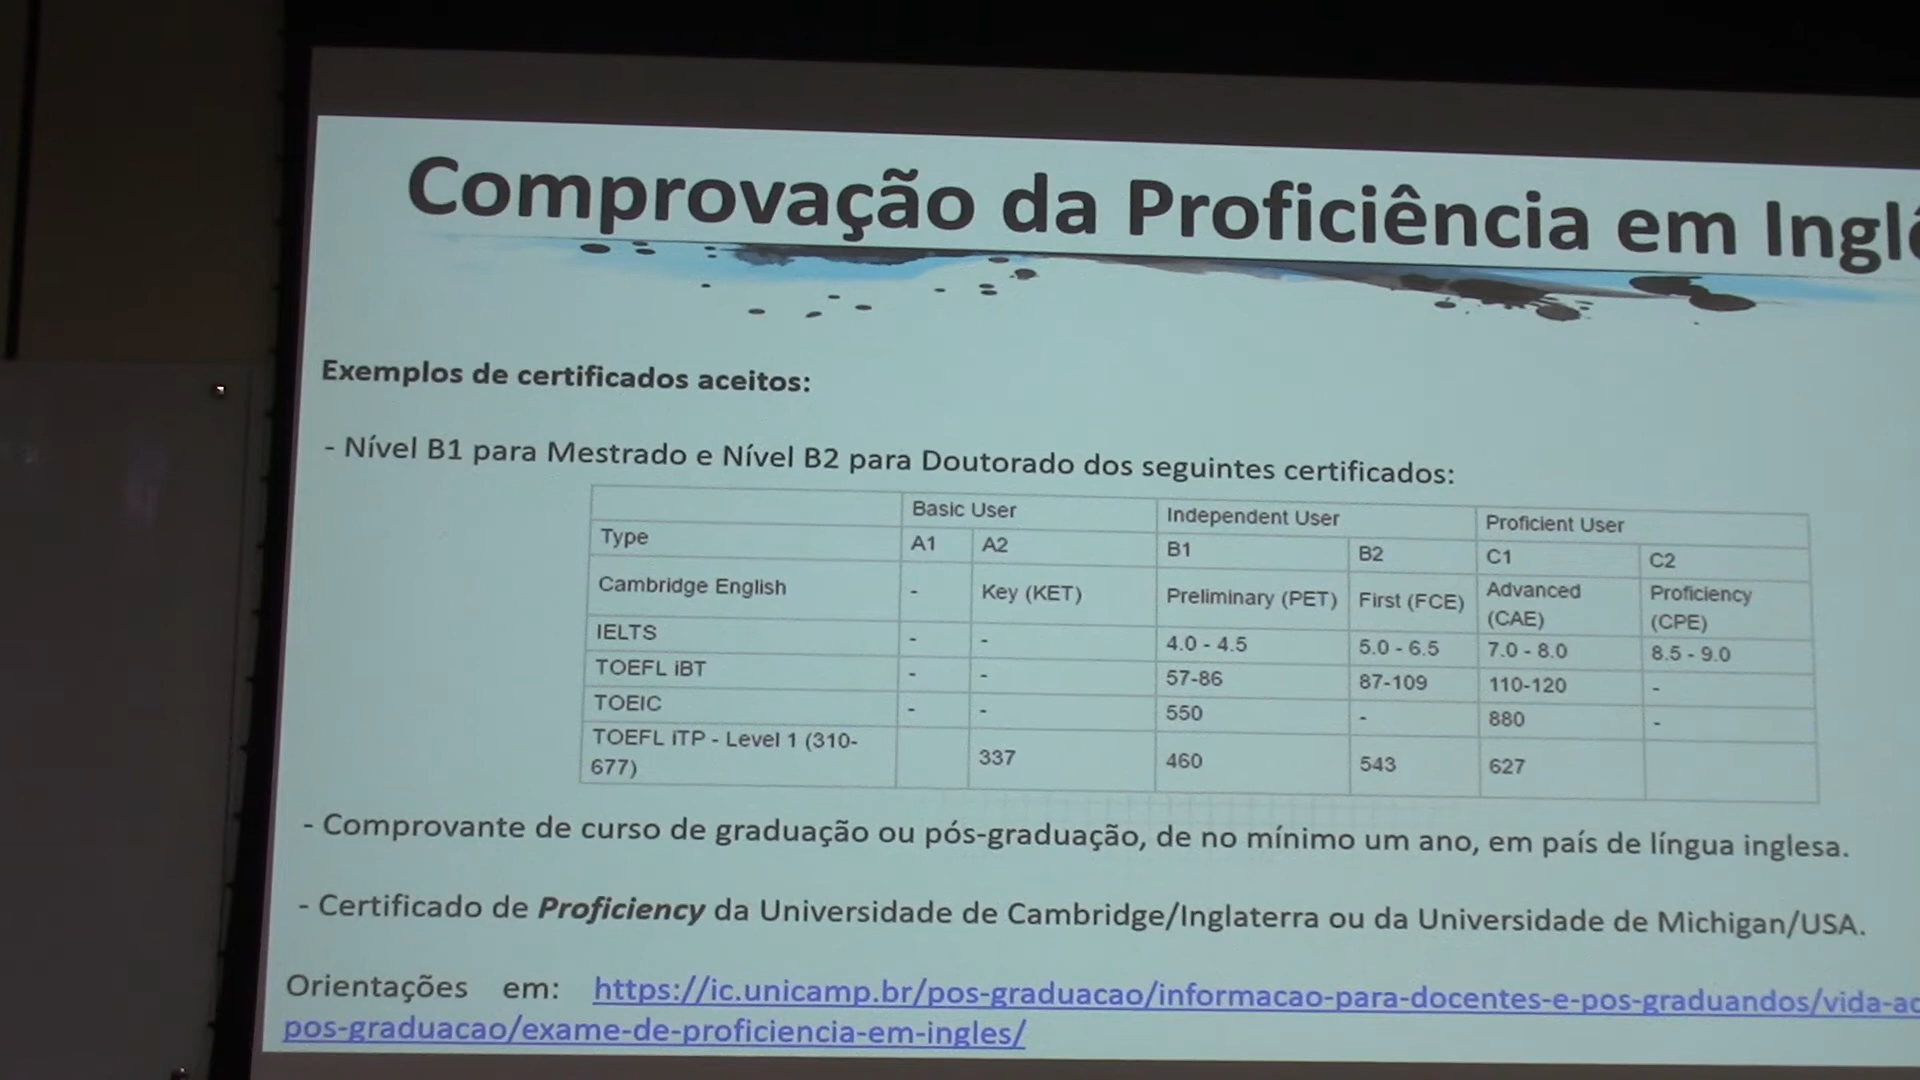 Comprovação da Proficiência em Inglê
Exemplos de certificados aceitos:
- Nível B1 para Mestrado e Nível B2 para Doutorado dos seguintes certificados:
Basic User Independent User Proficient User
Type A1 A2 B1 B2 C1 C2
Cambridge English - Key (KET) Preliminary (PET) First (FCE) Advanced (CAE) Proficiency (CPE)
IELTS - - 4.0 - 4.5 5.0 - 6.5 7.0 - 8.0 8.5 - 9.0
TOEFL iBT - - 57-86 87-109 110-120 -
TOEIC - - 550 - 880 -
TOEFL iTP - Level 1 (310-677) 337 460 543 627
- Comprovante de curso de graduação ou pós-graduação, de no mínimo um ano, em país de língua inglesa.
- Certificado de Proficiency da Universidade de Cambridge/Inglaterra ou da Universidade de Michigan/USA.
Orientações em: https://ic.unicamp.br/pos-graduacao/informacao-para-docentes-e-pos-graduandos/vida-ac
pos-graduacao/exame-de-proficiencia-em-ingles/